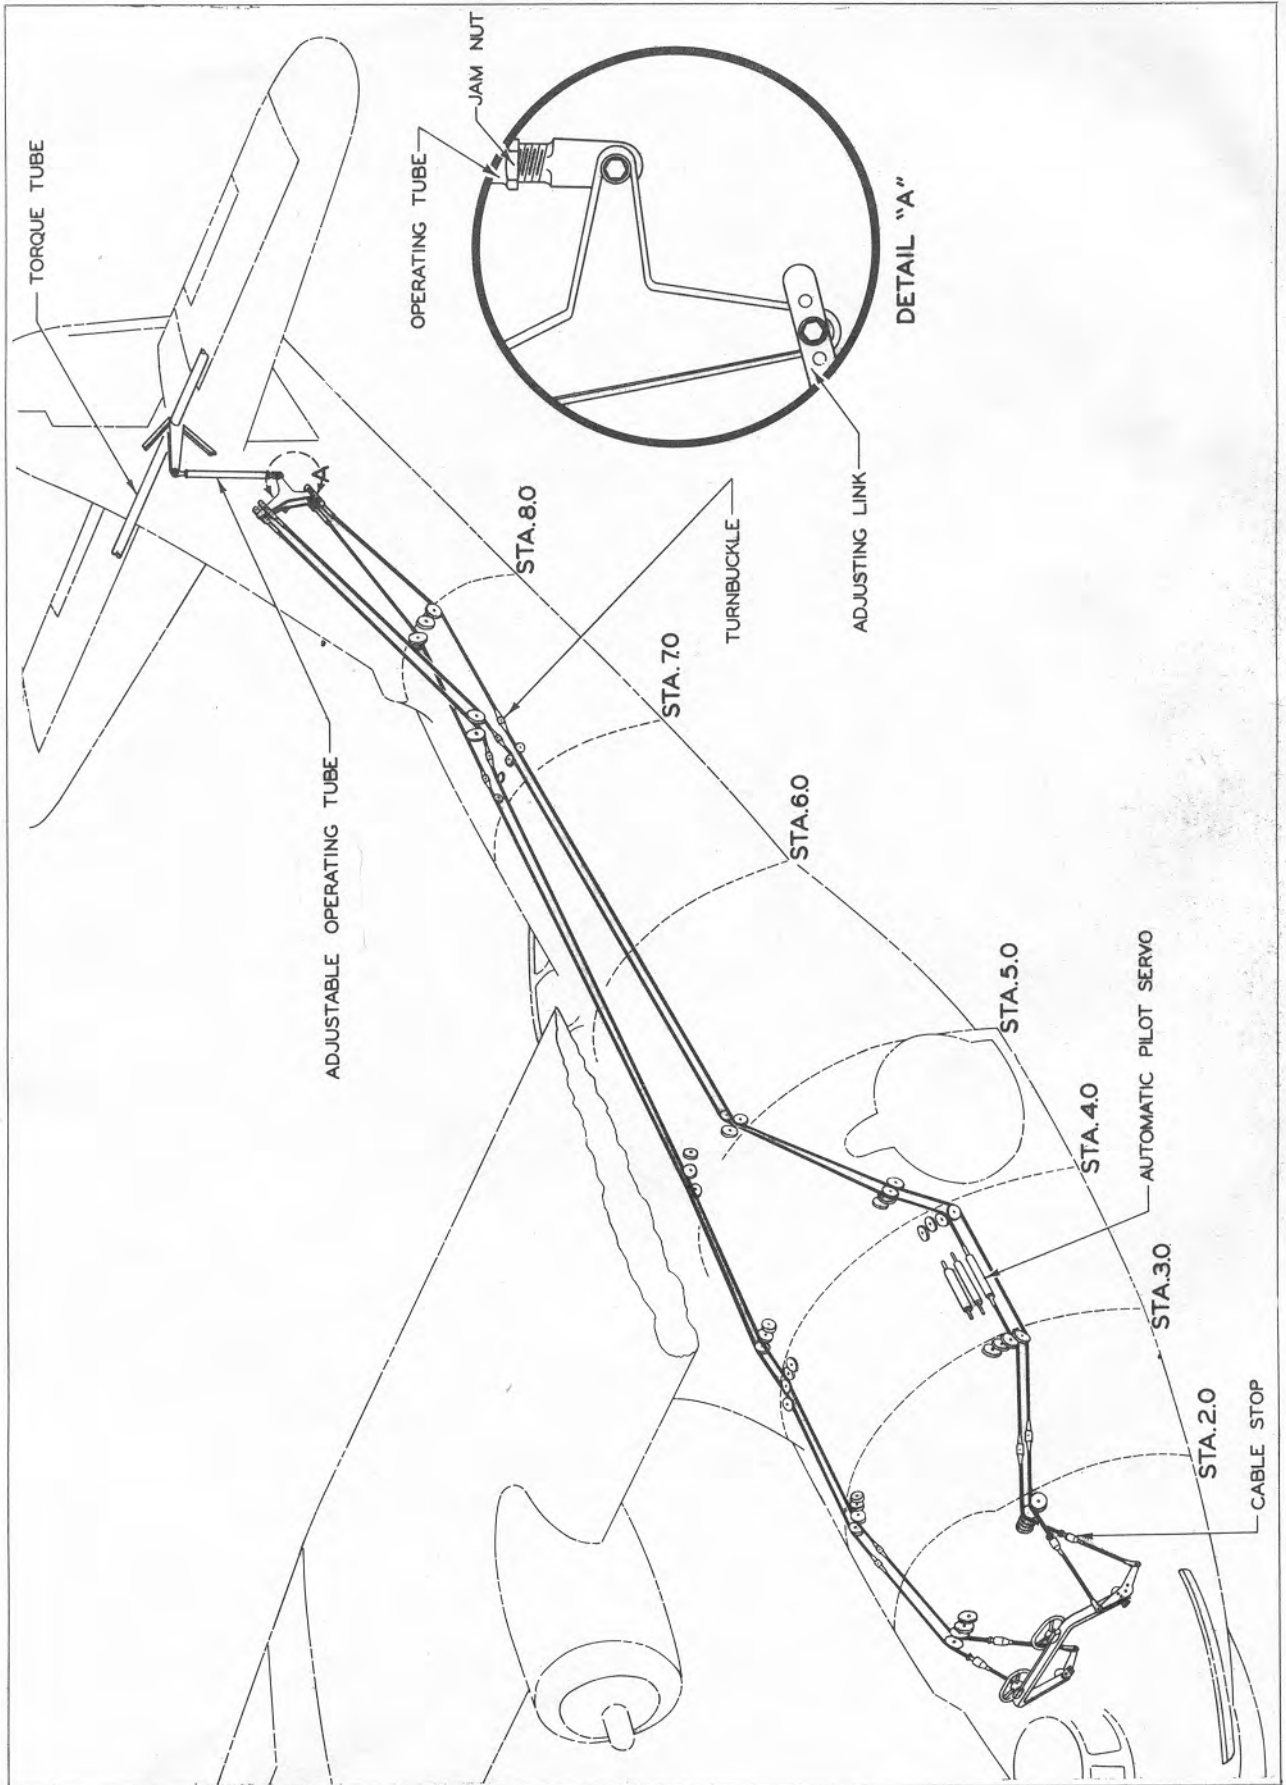 TORQUE TUBE
JAM NUT
OPERATING TUBE
DETAIL "A"
A
STA.8.0
TURNBUCKLE
ADJUSTING LINK
STA.7.0
ADJUSTABLE OPERATING TUBE
STA.6.0
STA.5.0
AUTOMATIC PILOT SERVO
STA.4.0
STA.3.0
STA.2.0
CABLE STOP